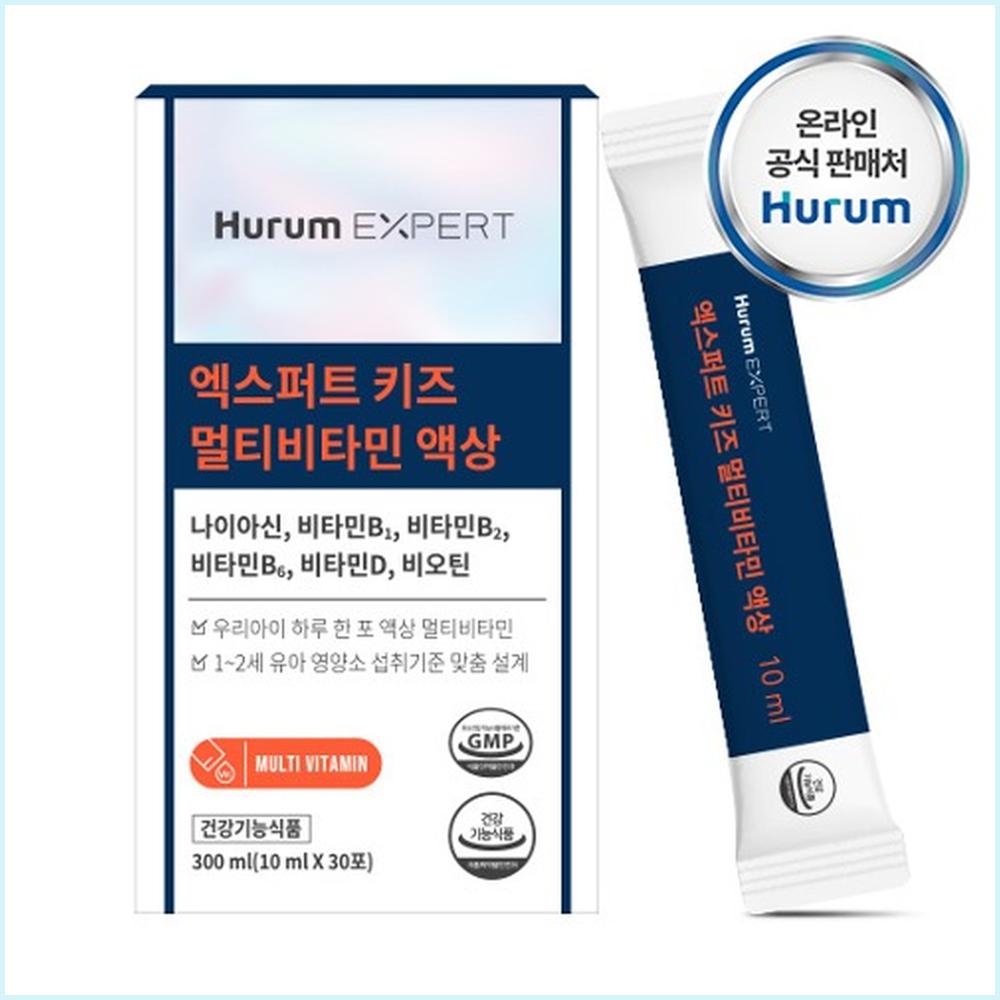 Hurum EXPERT
엑스퍼트 키즈
멀티비타민 액상
나이아신, 비타민B₁, 비타민B₂,
비타민B₆, 비타민D, 비오틴
우리아이 하루 한 포 액상 멀티비타민
1~2세 유아 영양소 섭취기준 맞춤 설계
MULTI VITAMIN
건강기능식품
300 ml(10 ml X 30포)
GMP
건강
기능식품
온라인
공식 판매처
Hurum
Hurum EXPERT
엑스퍼트 키즈 멀티비타민 액상 10 ml
건강
기능식품